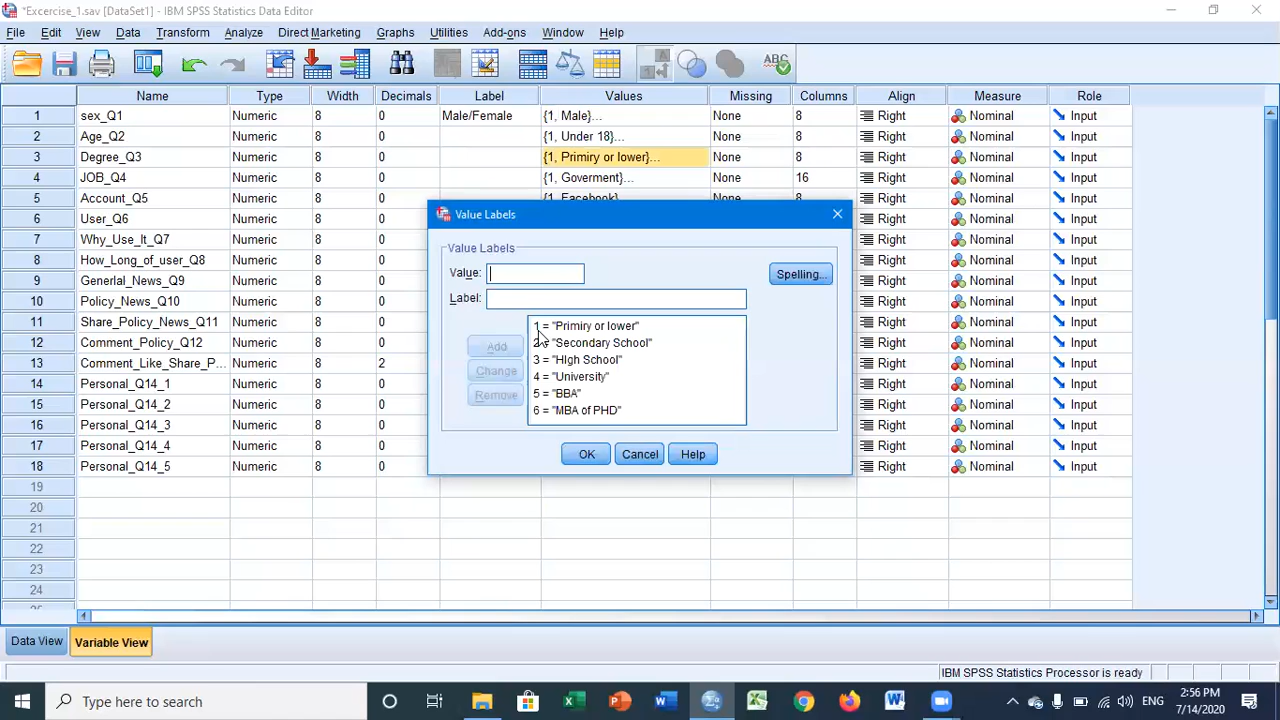 *Excercise_1.sav [DataSet1] - IBM SPSS Statistics Data Editor
File Edit View Data Transform Analyze Direct Marketing Graphs Utilities Add-ons Window Help
Name Type Width Decimals Label Values Missing Columns Align Measure Role
1 sex_Q1 Numeric 8 0 Male/Female {1, Male}... None 8 Right Nominal Input
2 Age_Q2 Numeric 8 0 {1, Under 18}... None 8 Right Nominal Input
3 Degree_Q3 Numeric 8 0 {1, Primiry or lower}... None 8 Right Nominal Input
4 JOB_Q4 Numeric 8 0 {1, Goverment}... None 16 Right Nominal Input
5 Account_Q5 Numeric 8 0 {1, Facebook} None 8 Right Nominal Input
6 User_Q6 Numeric 8 0 Right Nominal Input
7 Why_Use_It_Q7 Numeric 8 0 Right Nominal Input
8 How_Long_of_user_Q8 Numeric 8 0 Right Nominal Input
9 Generlal_News_Q9 Numeric 8 0 Right Nominal Input
10 Policy_News_Q10 Numeric 8 0 Right Nominal Input
11 Share_Policy_News_Q11 Numeric 8 0 Right Nominal Input
12 Comment_Policy_Q12 Numeric 8 0 Right Nominal Input
13 Comment_Like_Share_P... Numeric 8 2 Right Nominal Input
14 Personal_Q14_1 Numeric 8 0 Right Nominal Input
15 Personal_Q14_2 Numeric 8 0 Right Nominal Input
16 Personal_Q14_3 Numeric 8 0 Right Nominal Input
17 Personal_Q14_4 Numeric 8 0 Right Nominal Input
18 Personal_Q14_5 Numeric 8 0 Right Nominal Input
19
20
21
22
23
24
Value Labels
Value Labels
Value:
Spelling...
Label:
1 = "Primiry or lower"
2 = "Secondary School"
3 = "HIgh School"
4 = "University"
5 = "BBA"
6 = "MBA of PHD"
Add
Change
Remove
OK Cancel Help
Data View Variable View
IBM SPSS Statistics Processor is ready
Type here to search
ENG
2:56 PM
7/14/2020